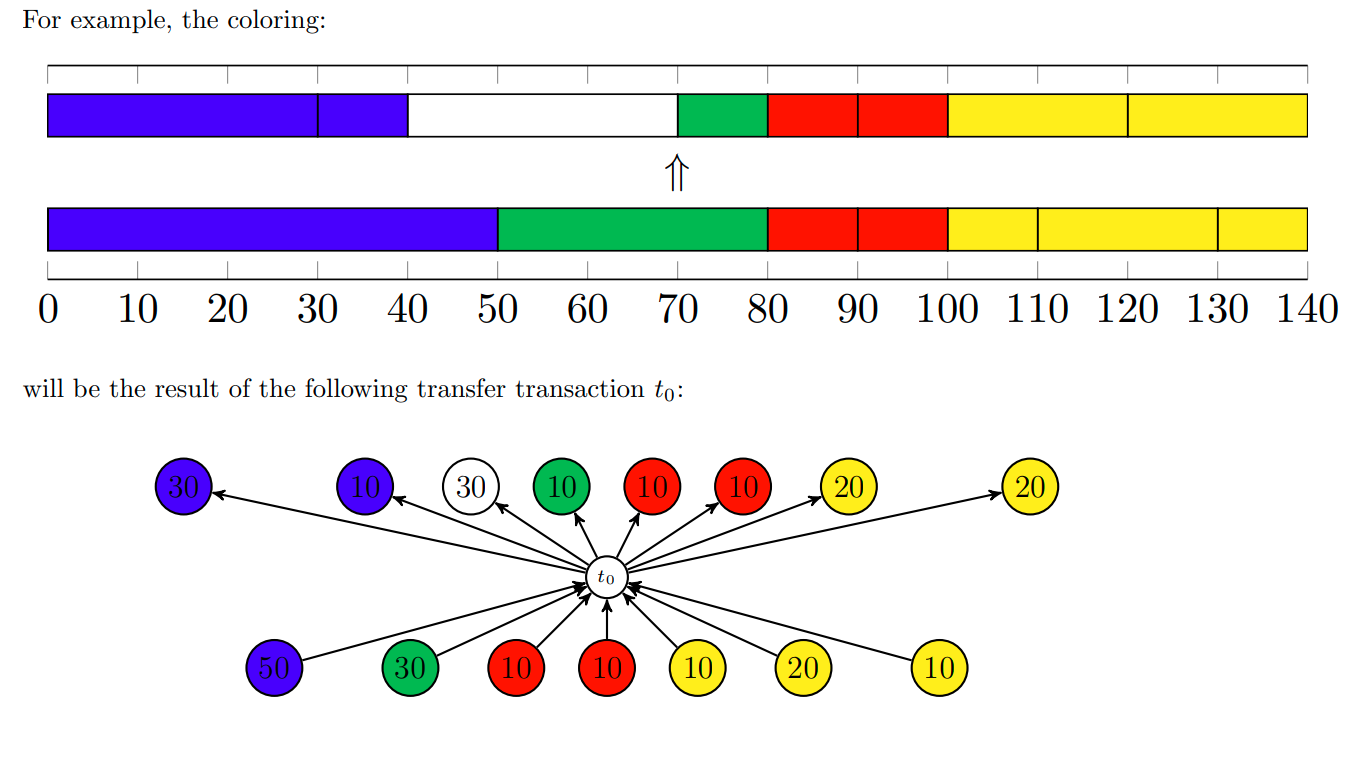 For example, the coloring:
⇑
0 10 20 30 40 50 60 70 80 90 100 110 120 130 140
will be the result of the following transfer transaction t₀:
30 10 30 10 10 10 20 20
t₀
50 30 10 10 10 20 10